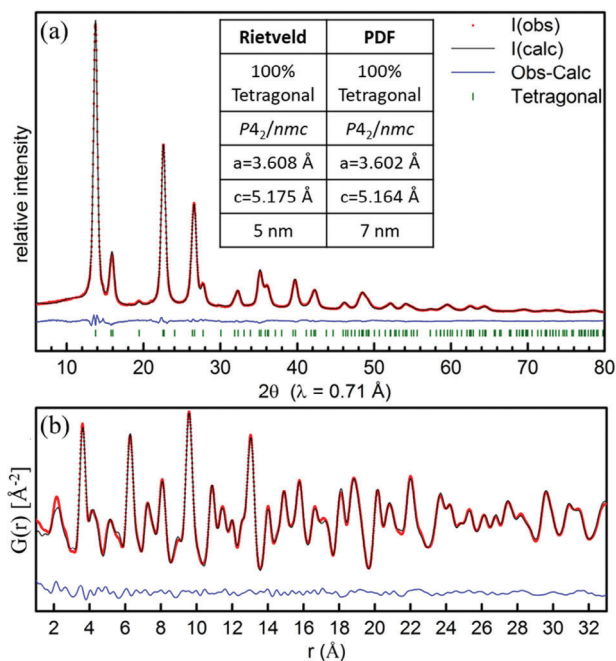 (a)
I(obs)
I(calc)
Obs-Calc
Tetragonal
Rietveld PDF
100% Tetragonal 100% Tetragonal
P4₂/nmc P4₂/nmc
a=3.608 Å a=3.602 Å
c=5.175 Å c=5.164 Å
5 nm 7 nm
relative intensity
10 20 30 40 50 60 70 80
2θ (λ = 0.71 Å)
(b)
G(r) [Å⁻²]
2 4 6 8 10 12 14 16 18 20 22 24 26 28 30 32
r (Å)